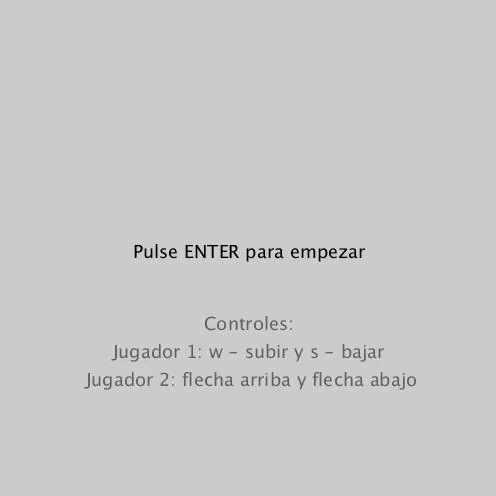 Pulse ENTER para empezar
Controles:
Jugador 1: w - subir y s - bajar
Jugador 2: flecha arriba y flecha abajo